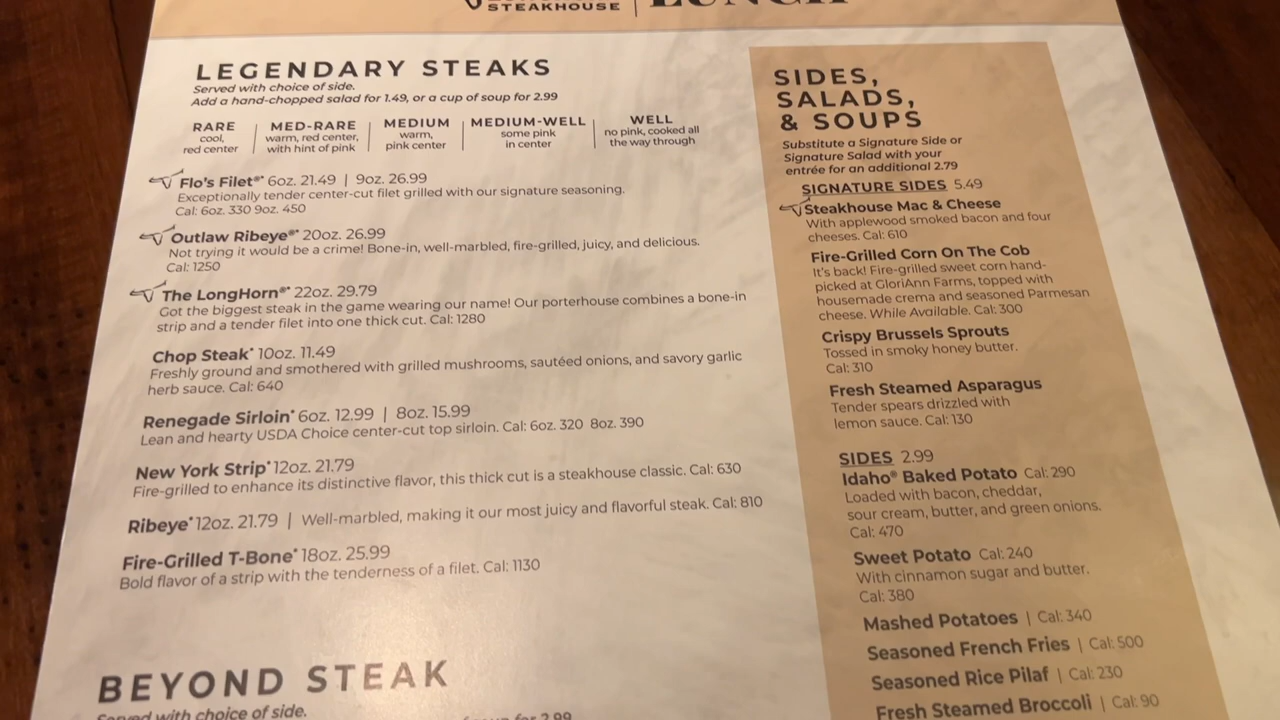 STEAKHOUSE
LUNCH
LEGENDARY STEAKS
Served with choice of side.
Add a hand-chopped salad for 1.49, or a cup of soup for 2.99
RARE
cool,
red center
MED-RARE
warm, red center,
with hint of pink
MEDIUM
warm,
pink center
MEDIUM-WELL
some pink
in center
WELL
no pink, cooked all
the way through
Flo's Filet®* 6oz. 21.49 | 9oz. 26.99
Exceptionally tender center-cut filet grilled with our signature seasoning.
Cal: 6oz. 330 9oz. 450
Outlaw Ribeye®* 20oz. 26.99
Not trying it would be a crime! Bone-in, well-marbled, fire-grilled, juicy, and delicious.
Cal: 1250
The LongHorn®* 22oz. 29.79
Got the biggest steak in the game wearing our name! Our porterhouse combines a bone-in
strip and a tender filet into one thick cut. Cal: 1280
Chop Steak* 10oz. 11.49
Freshly ground and smothered with grilled mushrooms, sautéed onions, and savory garlic
herb sauce. Cal: 640
Renegade Sirloin* 6oz. 12.99 | 8oz. 15.99
Lean and hearty USDA Choice center-cut top sirloin. Cal: 6oz. 320 8oz. 390
New York Strip* 12oz. 21.79
Fire-grilled to enhance its distinctive flavor, this thick cut is a steakhouse classic. Cal: 630
Ribeye* 12oz. 21.79 | Well-marbled, making it our most juicy and flavorful steak. Cal: 810
Fire-Grilled T-Bone* 18oz. 25.99
Bold flavor of a strip with the tenderness of a filet. Cal: 1130
BEYOND STEAK
Served with choice of side.
soup for 2.99
SIDES,
SALADS,
& SOUPS
Substitute a Signature Side or
Signature Salad with your
entrée for an additional 2.79
SIGNATURE SIDES 5.49
Steakhouse Mac & Cheese
With applewood smoked bacon and four
cheeses. Cal: 610
Fire-Grilled Corn On The Cob
It's back! Fire-grilled sweet corn hand-
picked at GloriAnn Farms, topped with
housemade crema and seasoned Parmesan
cheese. While Available. Cal: 300
Crispy Brussels Sprouts
Tossed in smoky honey butter.
Cal: 310
Fresh Steamed Asparagus
Tender spears drizzled with
lemon sauce. Cal: 130
SIDES 2.99
Idaho® Baked Potato Cal: 290
Loaded with bacon, cheddar,
sour cream, butter, and green onions.
Cal: 470
Sweet Potato Cal: 240
With cinnamon sugar and butter.
Cal: 380
Mashed Potatoes | Cal: 340
Seasoned French Fries | Cal: 500
Seasoned Rice Pilaf | Cal: 230
Fresh Steamed Broccoli | Cal: 90